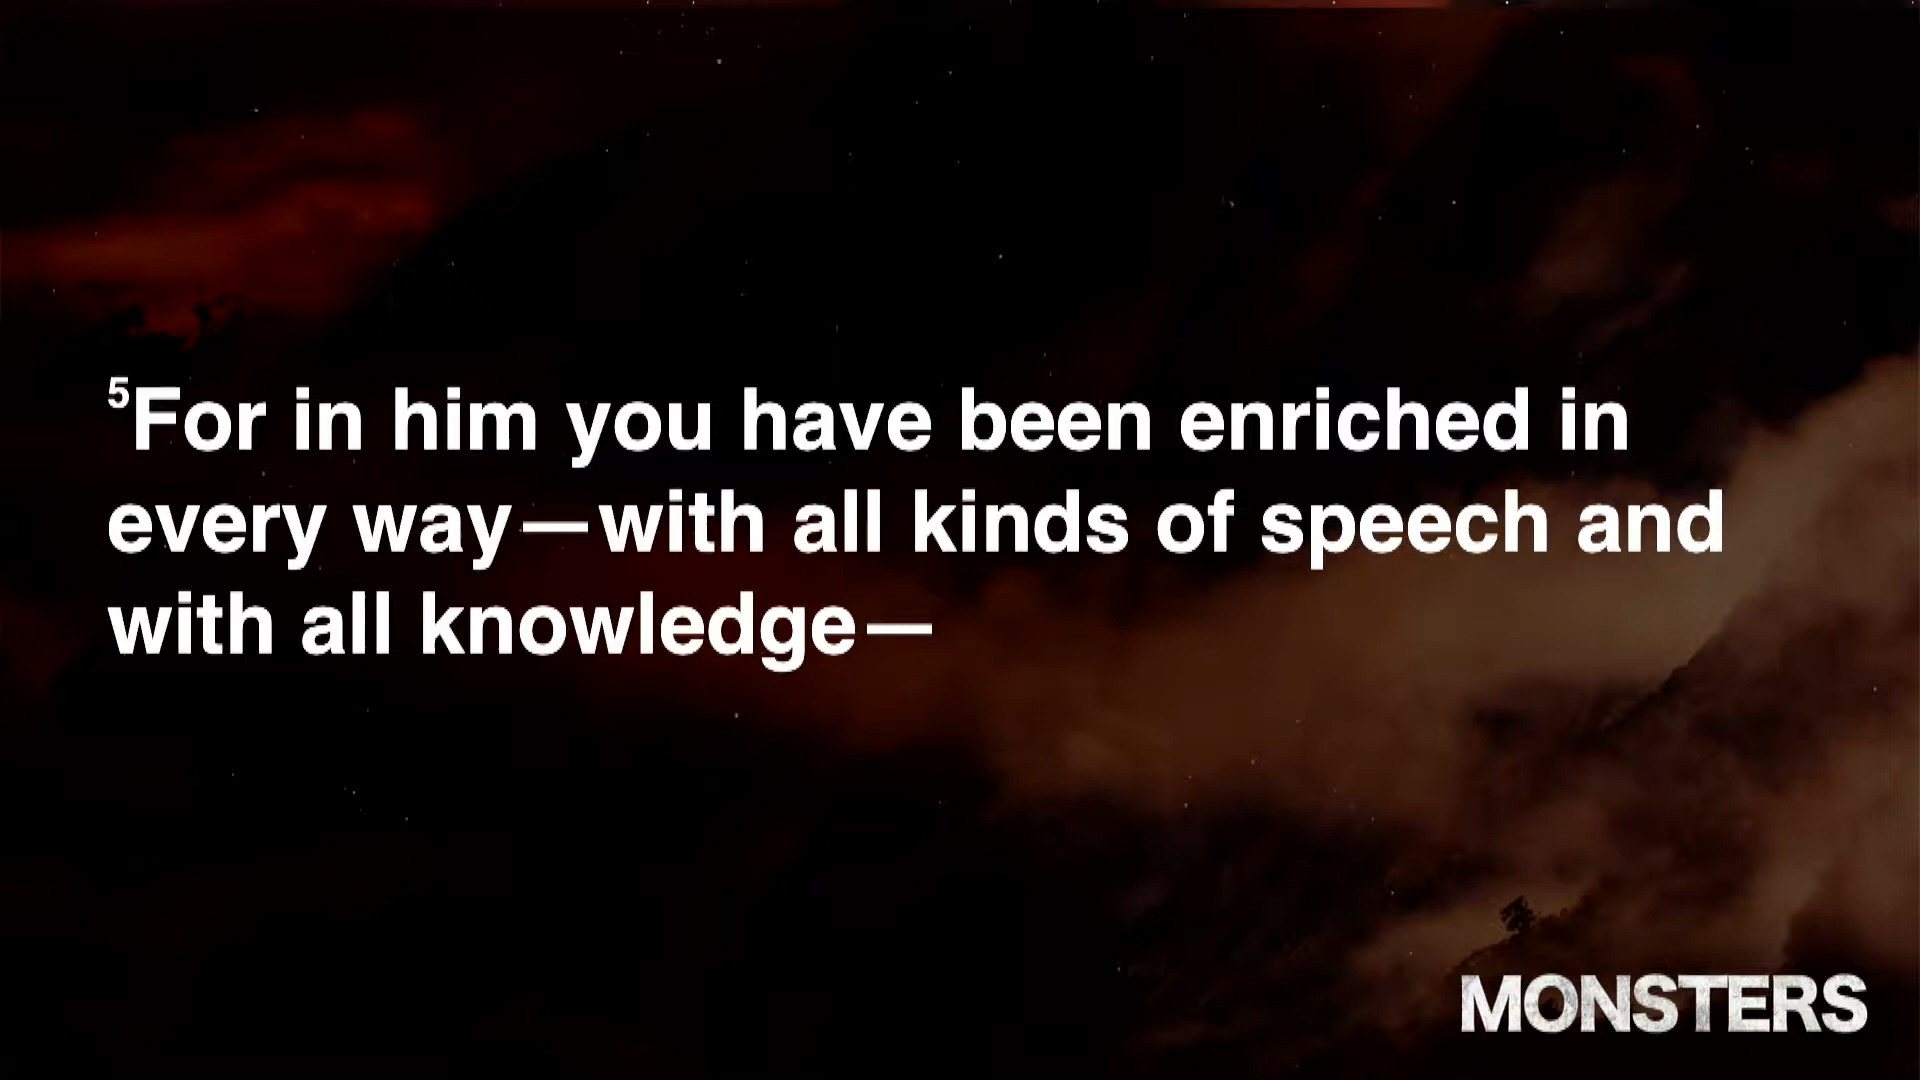 ⁵For in him you have been enriched in
every way—with all kinds of speech and
with all knowledge—
MONSTERS